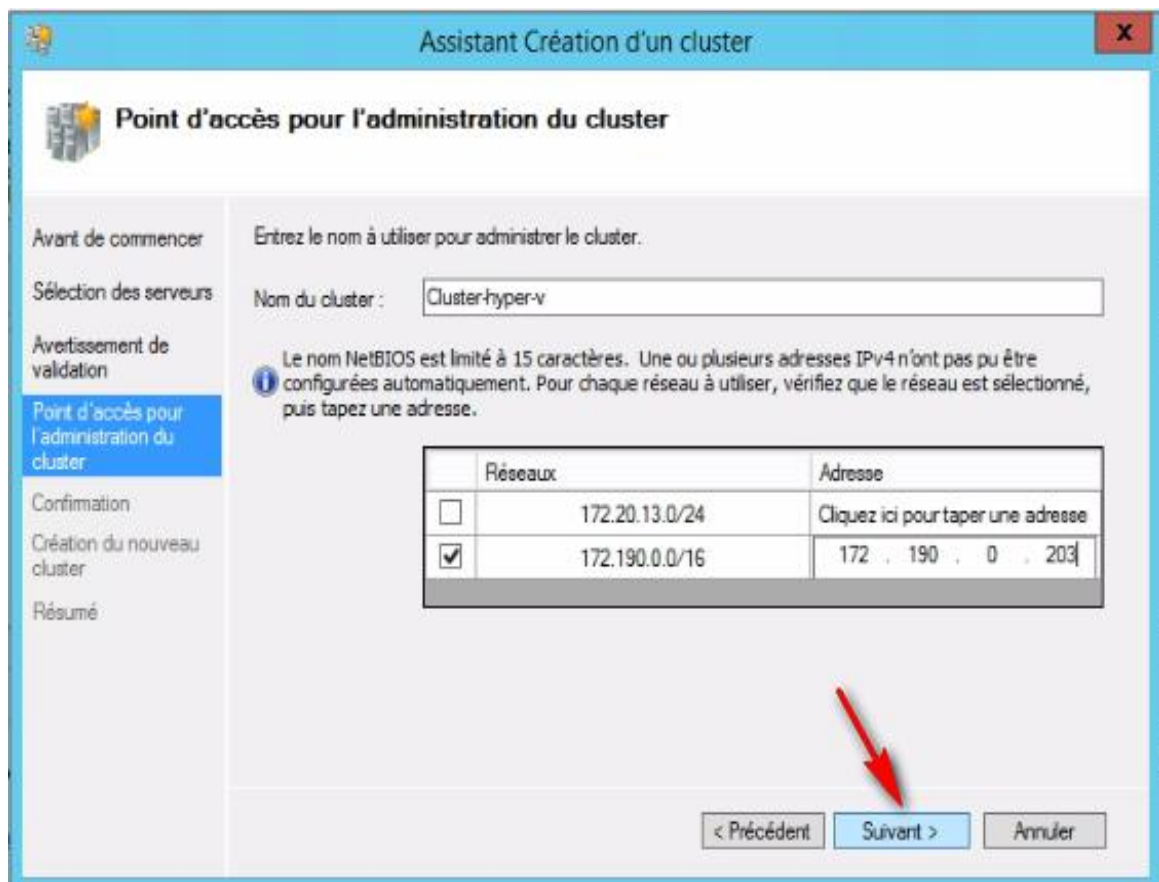 Assistant Création d'un cluster
x
Point d'accès pour l'administration du cluster
Avant de commencer
Sélection des serveurs
Avertissement de
validation
Point d'accès pour
l'administration du
cluster
Confirmation
Création du nouveau
cluster
Résumé
Entrez le nom à utiliser pour administrer le cluster.
Nom du cluster : Cluster-hyper-v
Le nom NetBIOS est limité à 15 caractères. Une ou plusieurs adresses IPv4 n'ont pas pu être
configurées automatiquement. Pour chaque réseau à utiliser, vérifiez que le réseau est sélectionné,
puis tapez une adresse.
Réseaux Adresse
172.20.13.0/24 Cliquez ici pour taper une adresse
172.190.0.0/16 172 . 190 . 0 . 203
< Précédent Suivant > Annuler